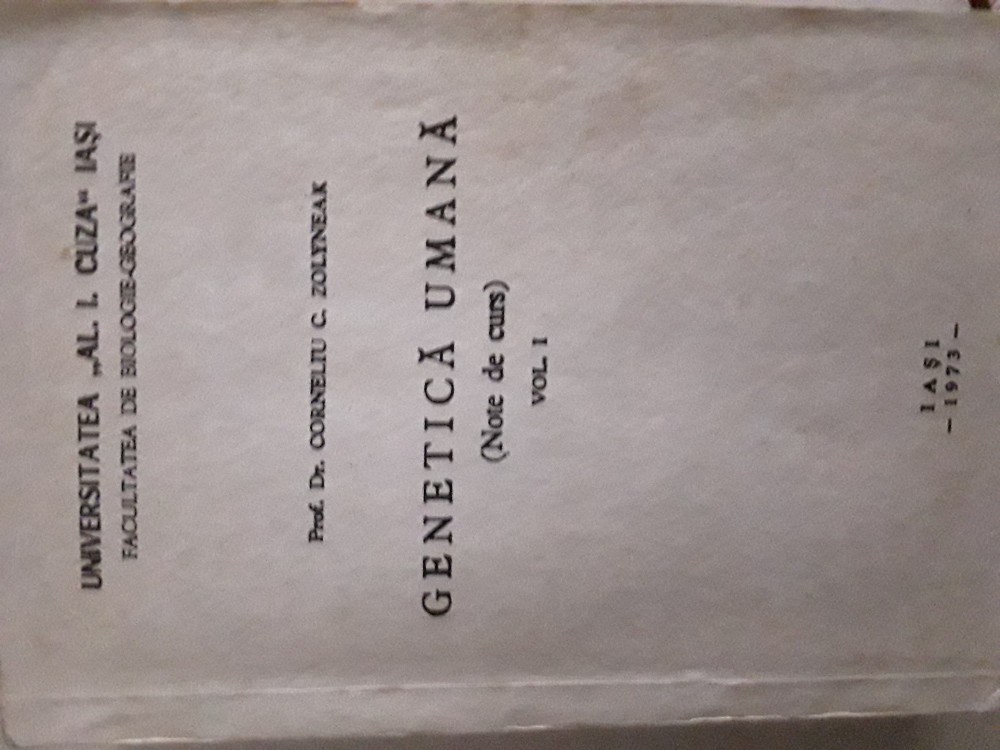 UNIVERSITATEA „AL. I. CUZA“ IAŞI
FACULTATEA DE BIOLOGIE-GEOGRAFIE
Prof. Dr. CORNELIU C. ZOLYNEAK
GENETICĂ UMANĂ
(Note de curs)
VOL. I
IAŞI
– 1973 –